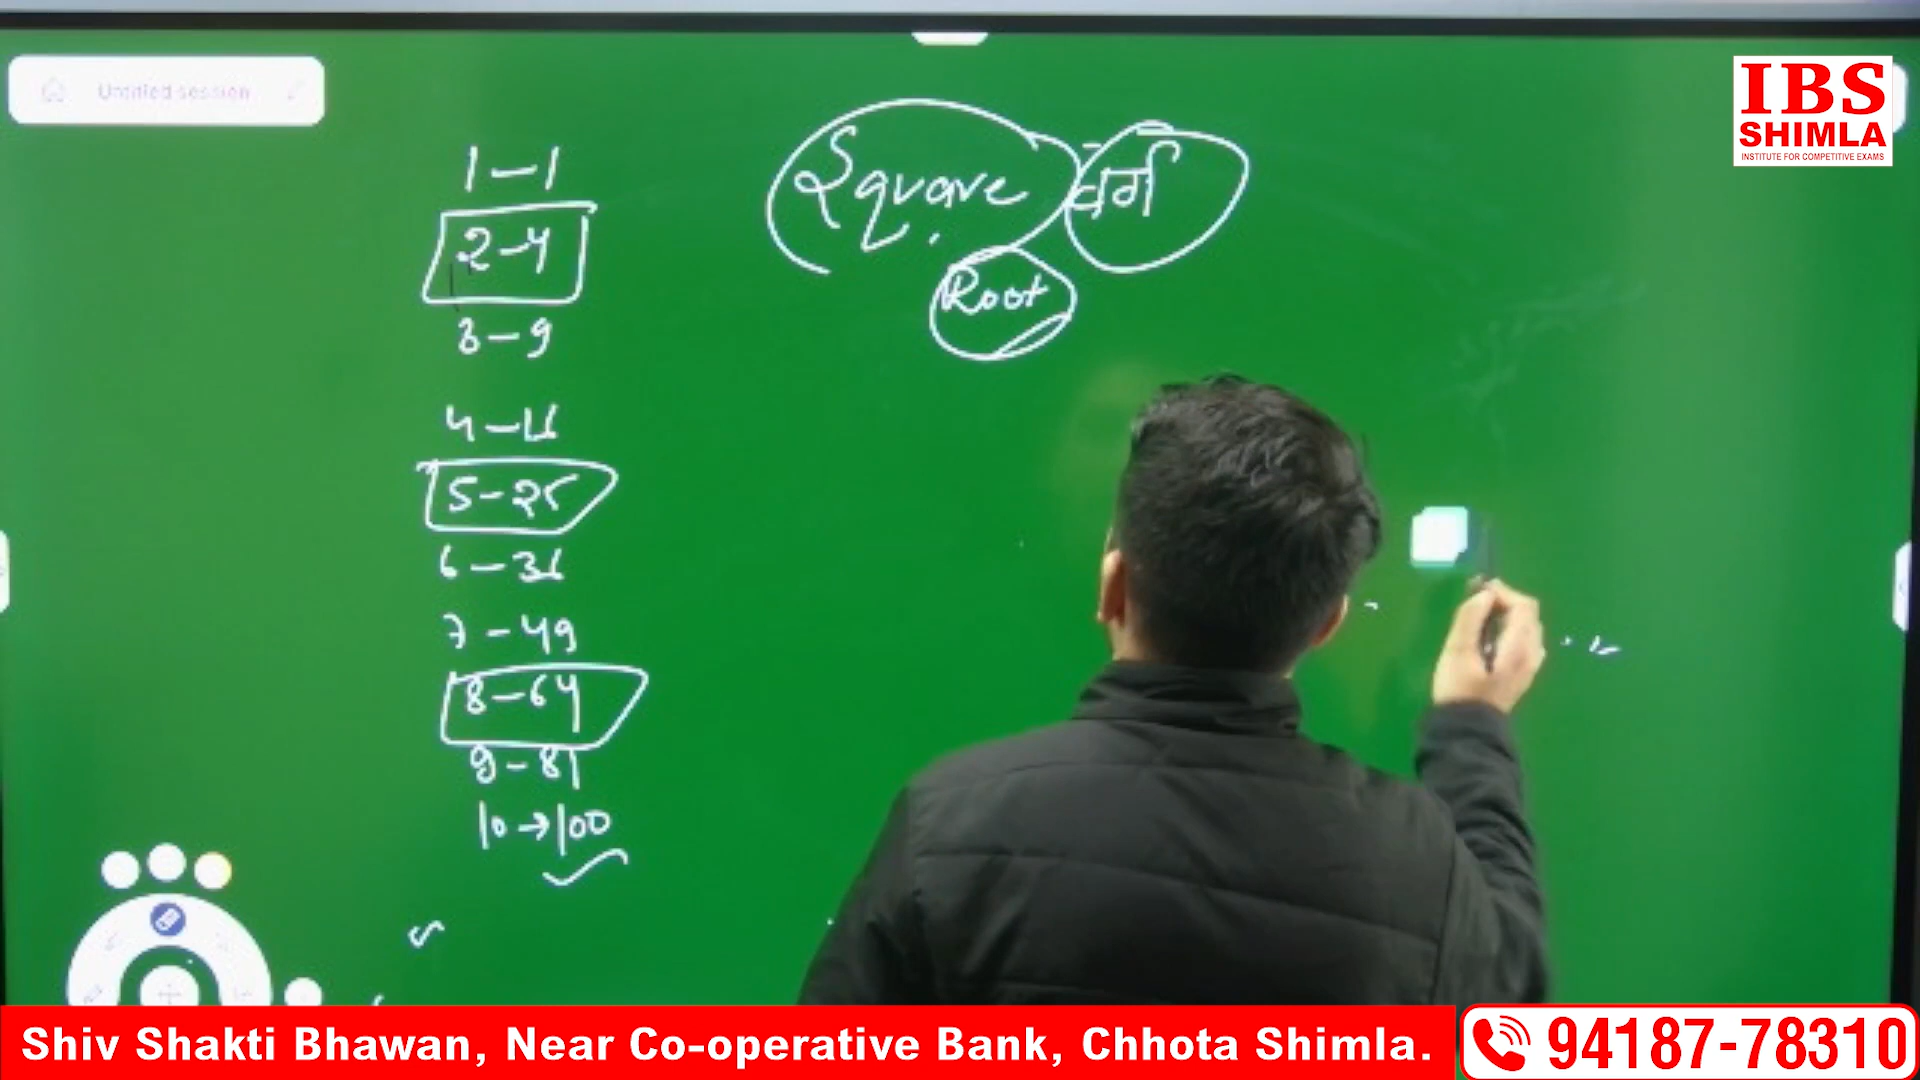 Untitled session
IBS
SHIMLA
INSTITUTE FOR COMPETITIVE EXAMS
Square वर्ग
Root
1-1
2-4
3-9
4-16
5-25
6-36
7-49
8-64
9-81
10→100
Shiv Shakti Bhawan, Near Co-operative Bank, Chhota Shimla.
94187-78310